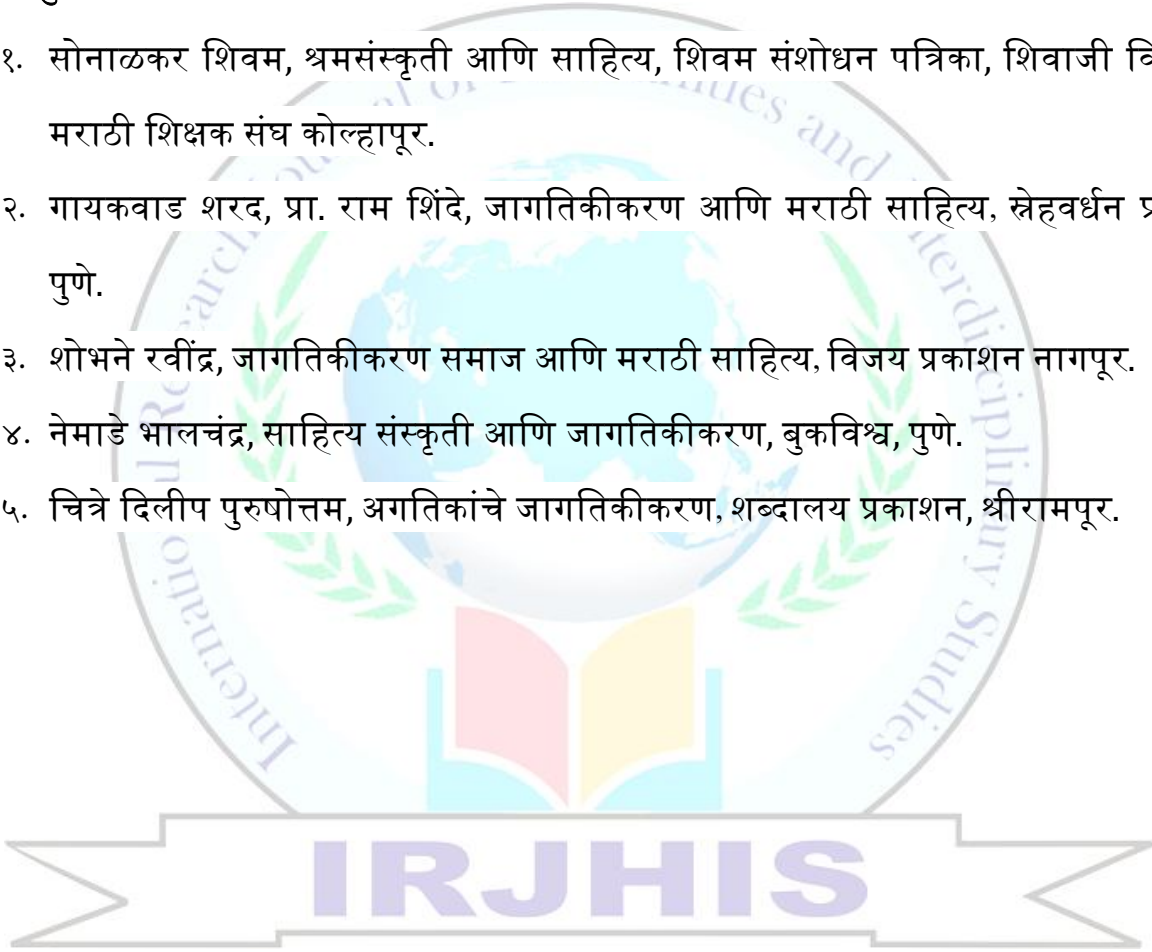 १. सोनाळकर शिवम, श्रमसंस्कृती आणि साहित्य, शिवम संशोधन पत्रिका, शिवाजी
मराठी शिक्षक संघ कोल्हापूर.
२. गायकवाड शरद, प्रा. राम शिंदे, जागतिकीकरण आणि मराठी साहित्य, स्नेहवर्धन
पुणे.
३. शोभने रवींद्र, जागतिकीकरण समाज आणि मराठी साहित्य, विजय प्रकाशन नागपूर.
४. नेमाडे भालचंद्र, साहित्य संस्कृती आणि जागतिकीकरण, बुकविश्व, पुणे.
५. चित्रे दिलीप पुरुषोत्तम, अगतिकांचे जागतिकीकरण, शब्दालय प्रकाशन, श्रीरामपूर.
IRJHIS